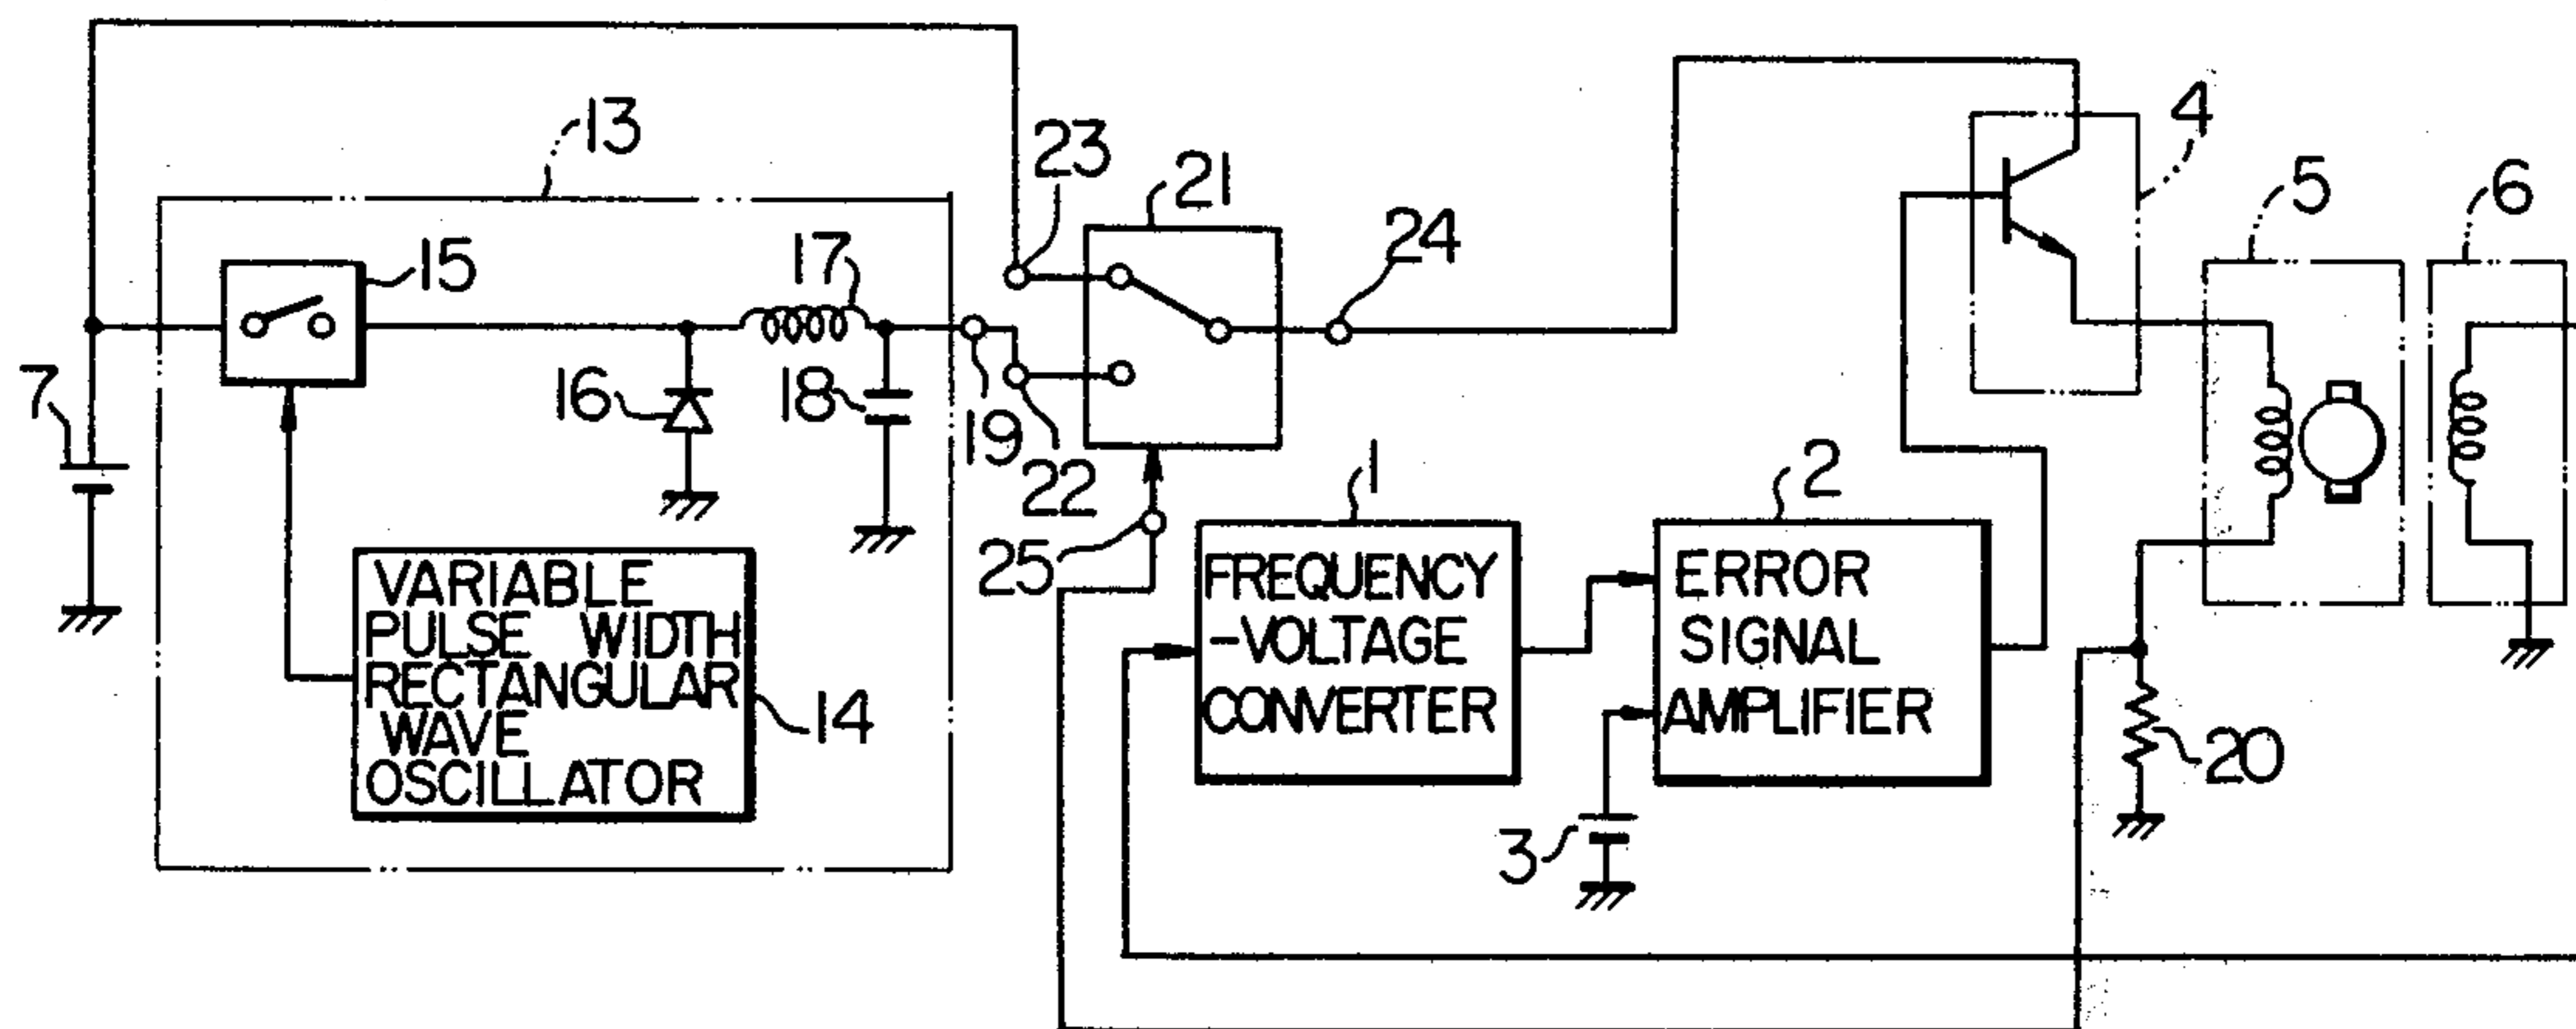 13
23
21
24
4
5
6
15
17
7
16
18
19
22
25
1
2
VARIABLE
PULSE WIDTH
RECTANGULAR
WAVE
OSCILLATOR
14
FREQUENCY
-VOLTAGE
CONVERTER
ERROR
SIGNAL
AMPLIFIER
3
20